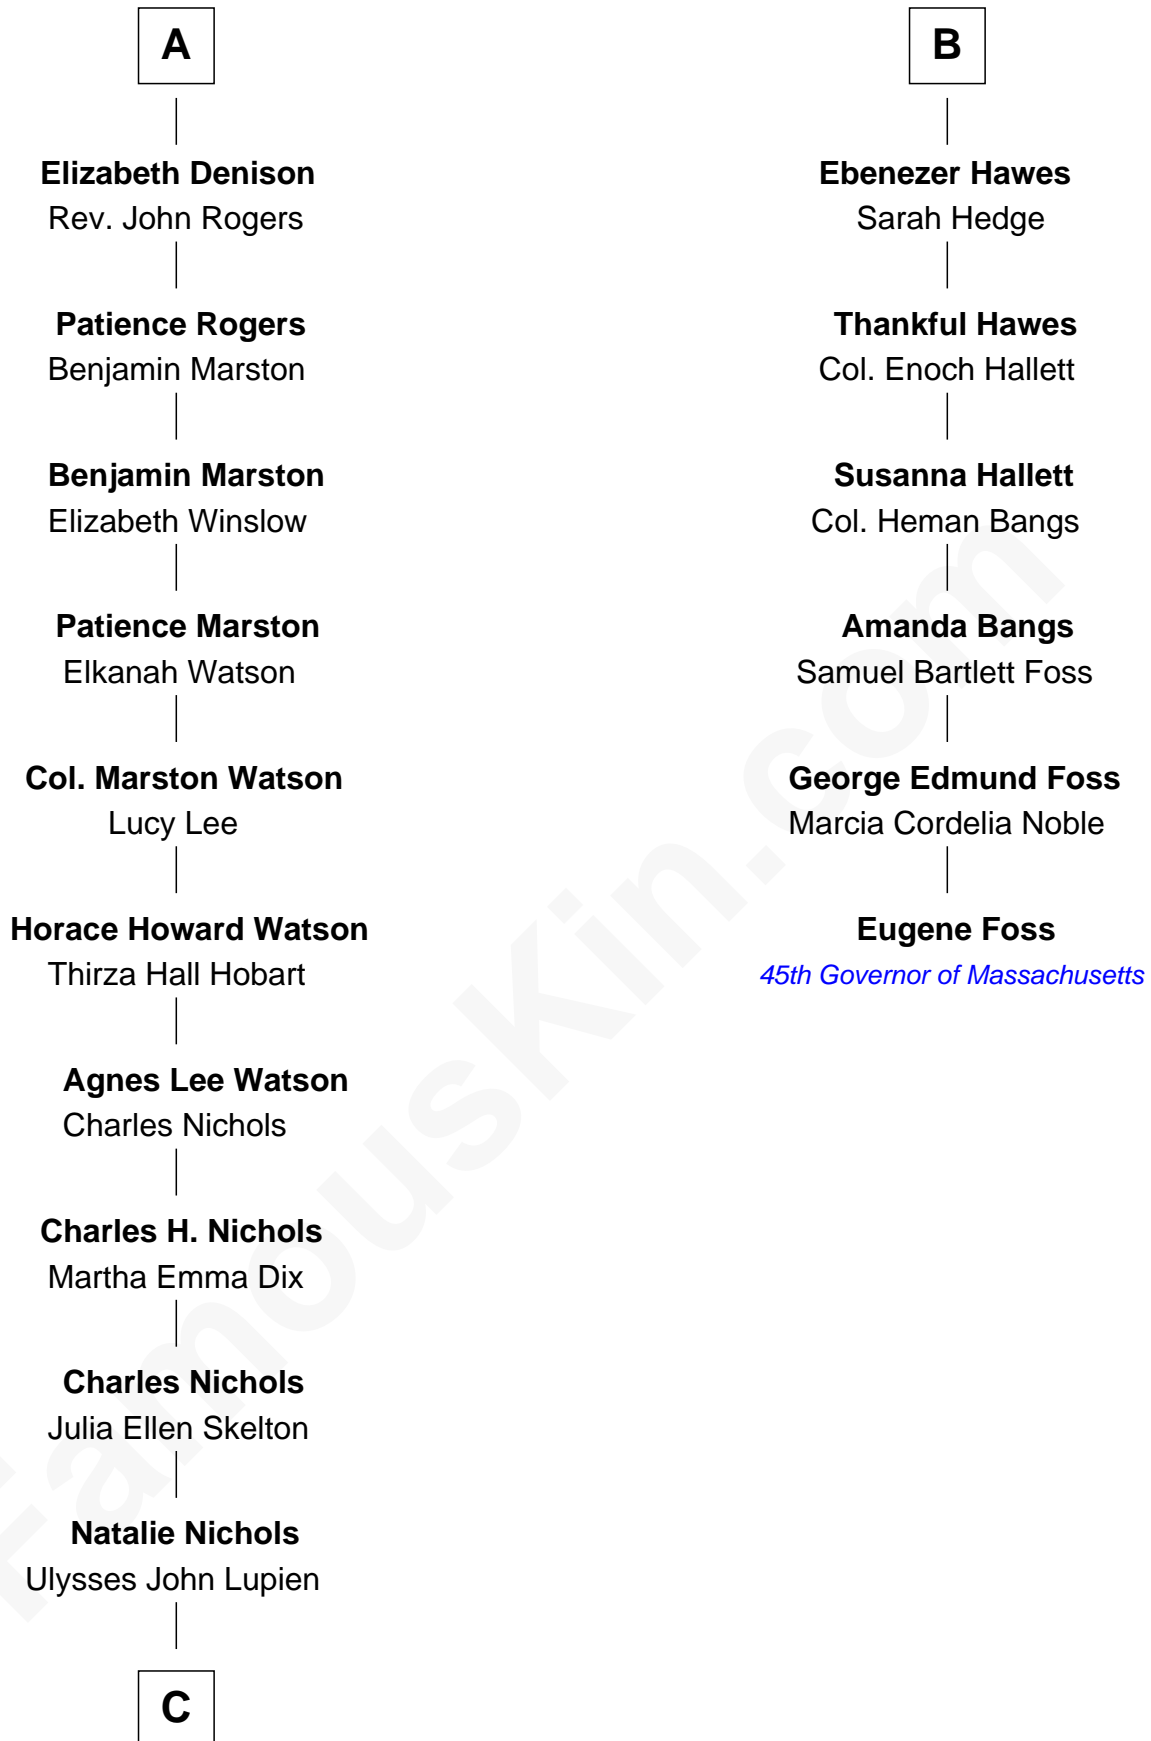 A
Elizabeth Denison
Rev. John Rogers
Patience Rogers
Benjamin Marston
Benjamin Marston
Elizabeth Winslow
Patience Marston
Elkanah Watson
Col. Marston Watson
Lucy Lee
Horace Howard Watson
Thirza Hall Hobart
Agnes Lee Watson
Charles Nichols
Charles H. Nichols
Martha Emma Dix
Charles Nichols
Julia Ellen Skelton
Natalie Nichols
Ulysses John Lupien
C
B
Ebenezer Hawes
Sarah Hedge
Thankful Hawes
Col. Enoch Hallett
Susanna Hallett
Col. Heman Bangs
Amanda Bangs
Samuel Bartlett Foss
George Edmund Foss
Marcia Cordelia Noble
Eugene Foss
45th Governor of Massachusetts
FamousKin.com